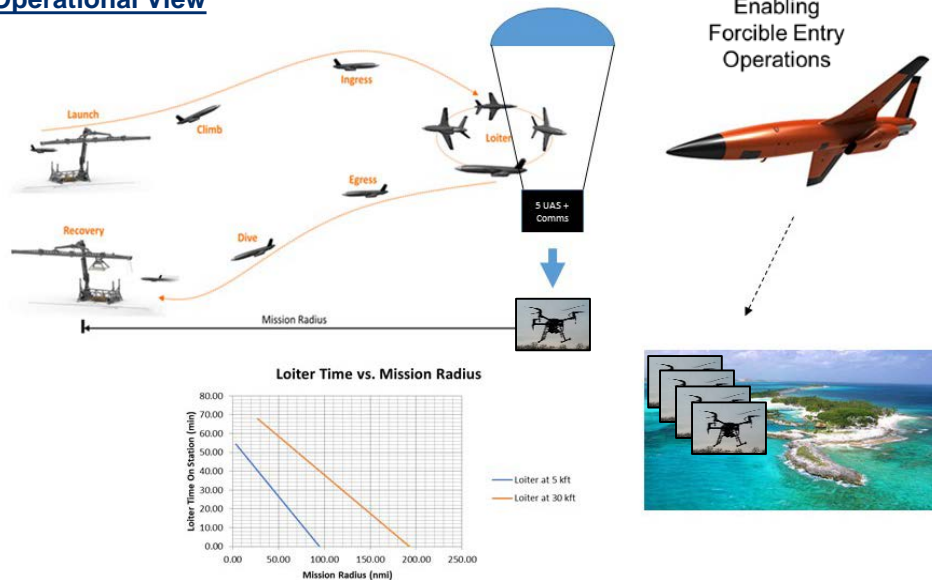 Operational View
Enabling
Forcible Entry
Operations
Launch
Climb
Ingress
Loiter
Egress
Dive
Recovery
5 UAS +
Comms
Mission Radius
Loiter Time vs. Mission Radius
Loiter Time On Station (min)
80.00
70.00
60.00
50.00
40.00
30.00
20.00
10.00
0.00
0.00 50.00 100.00 150.00 200.00 250.00
Mission Radius (nmi)
Loiter at 5 kft
Loiter at 30 kft